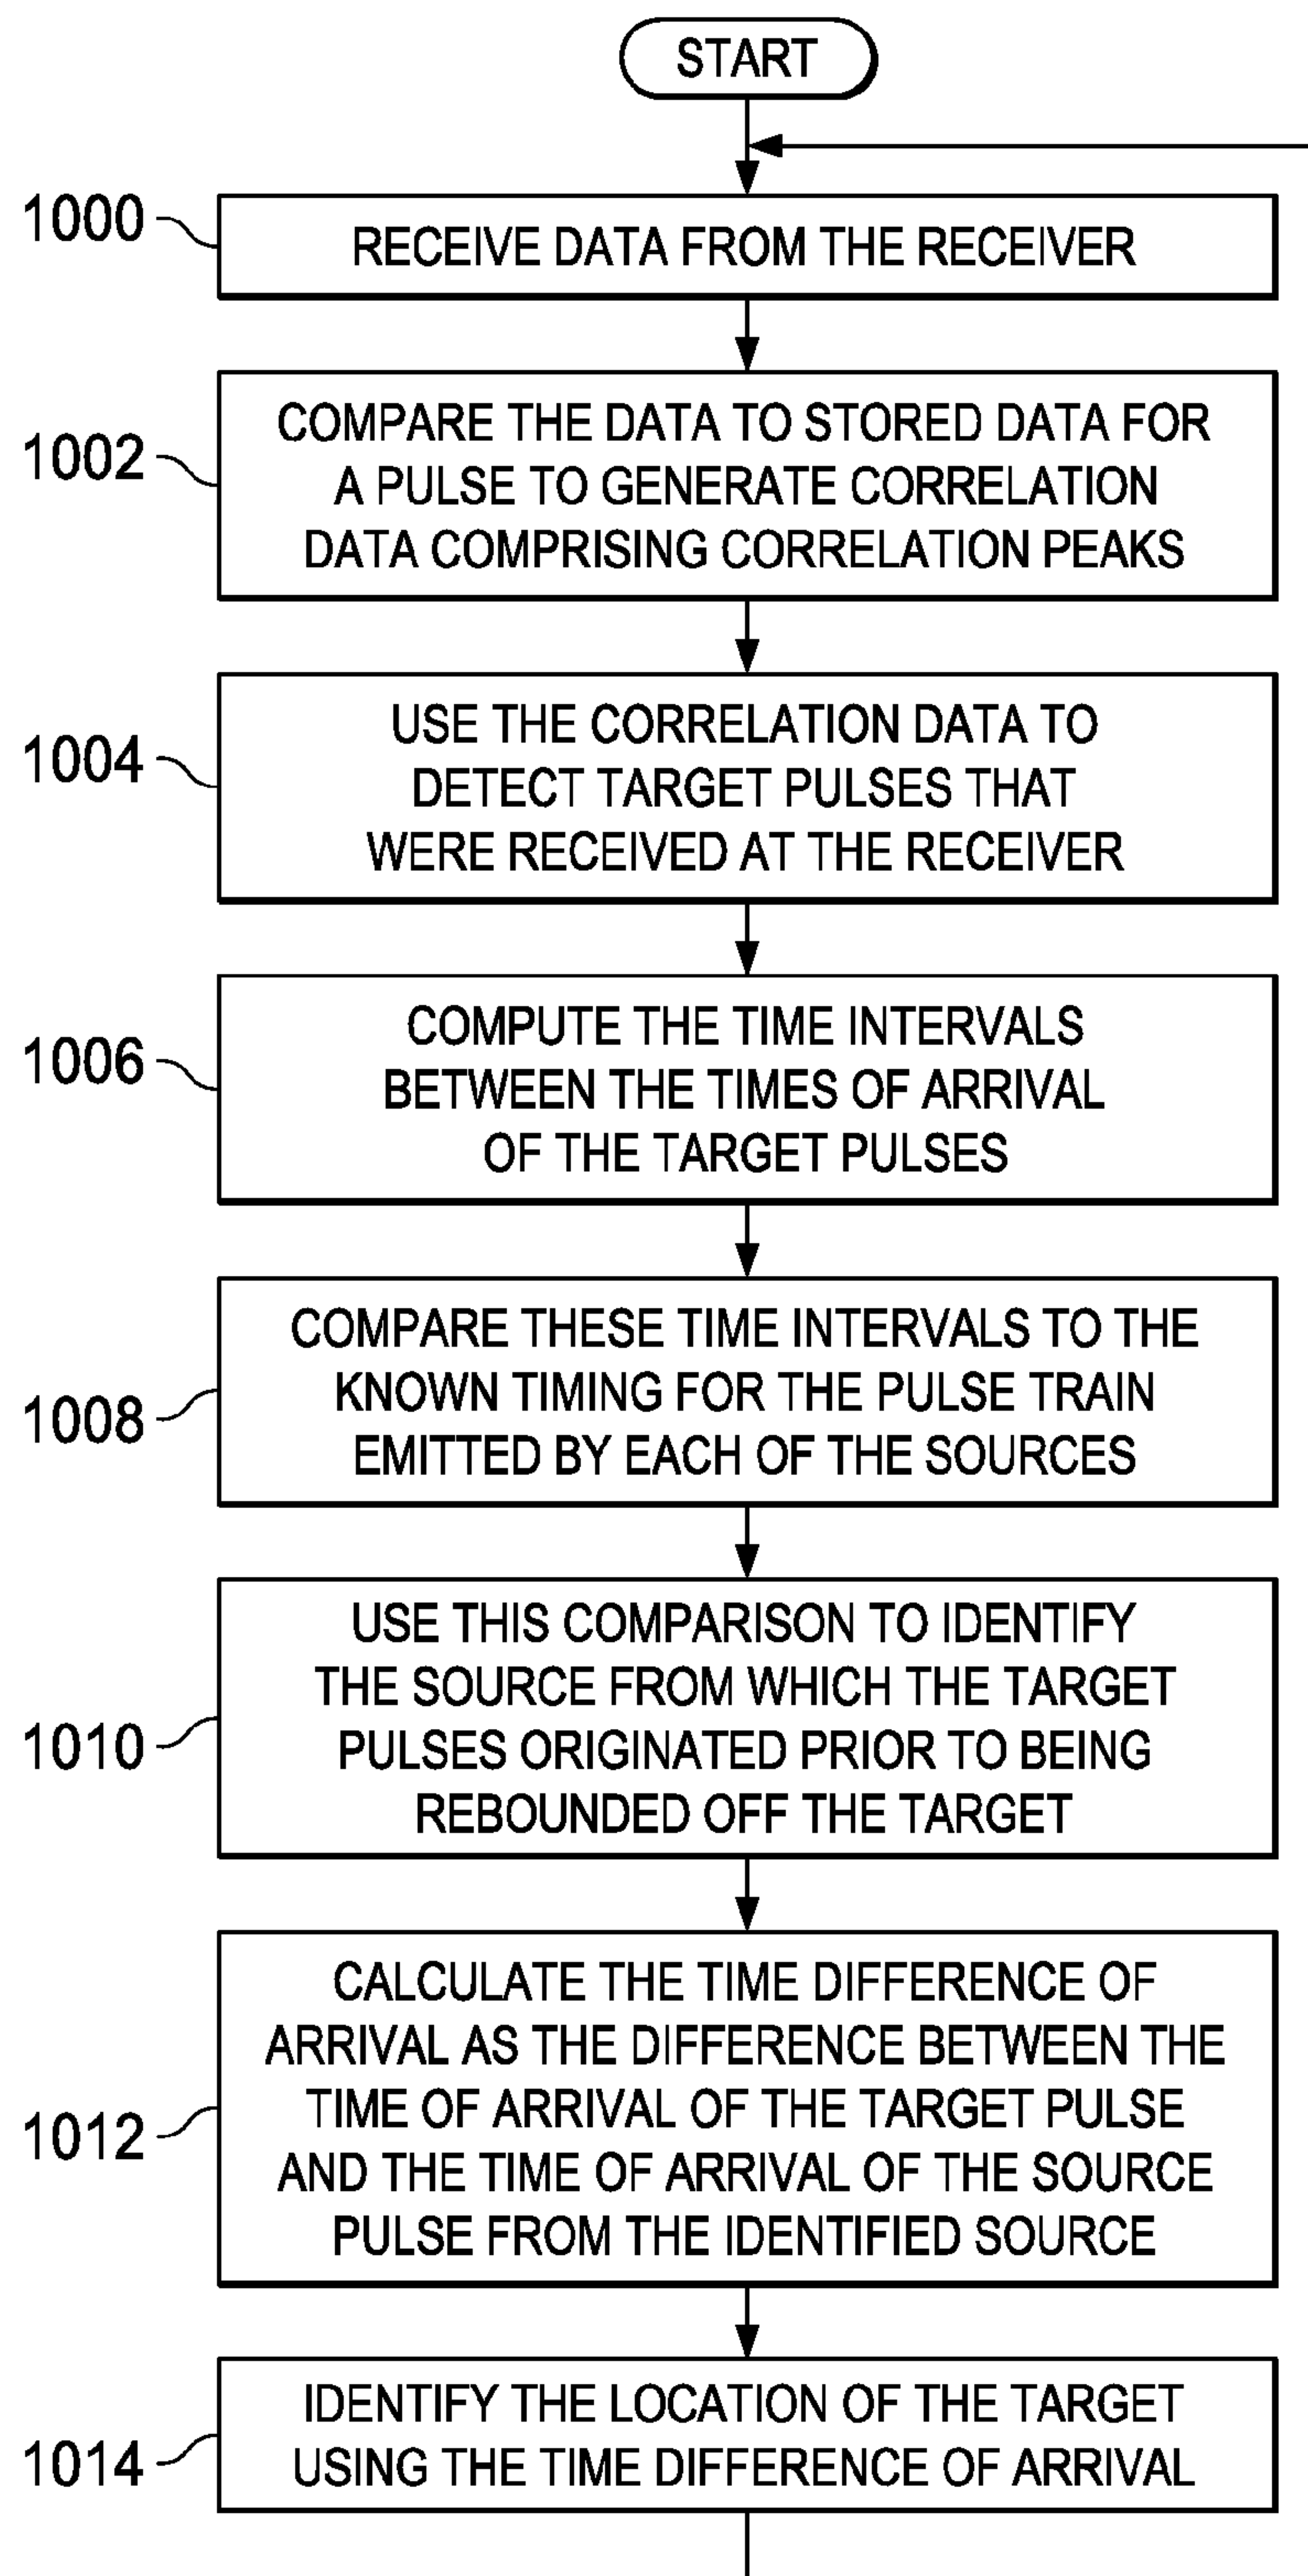 START
1000
RECEIVE DATA FROM THE RECEIVER
1002
COMPARE THE DATA TO STORED DATA FOR
A PULSE TO GENERATE CORRELATION
DATA COMPRISING CORRELATION PEAKS
1004
USE THE CORRELATION DATA TO
DETECT TARGET PULSES THAT
WERE RECEIVED AT THE RECEIVER
1006
COMPUTE THE TIME INTERVALS
BETWEEN THE TIMES OF ARRIVAL
OF THE TARGET PULSES
1008
COMPARE THESE TIME INTERVALS TO THE
KNOWN TIMING FOR THE PULSE TRAIN
EMITTED BY EACH OF THE SOURCES
1010
USE THIS COMPARISON TO IDENTIFY
THE SOURCE FROM WHICH THE TARGET
PULSES ORIGINATED PRIOR TO BEING
REBOUNDED OFF THE TARGET
1012
CALCULATE THE TIME DIFFERENCE OF
ARRIVAL AS THE DIFFERENCE BETWEEN THE
TIME OF ARRIVAL OF THE TARGET PULSE
AND THE TIME OF ARRIVAL OF THE SOURCE
PULSE FROM THE IDENTIFIED SOURCE
1014
IDENTIFY THE LOCATION OF THE TARGET
USING THE TIME DIFFERENCE OF ARRIVAL